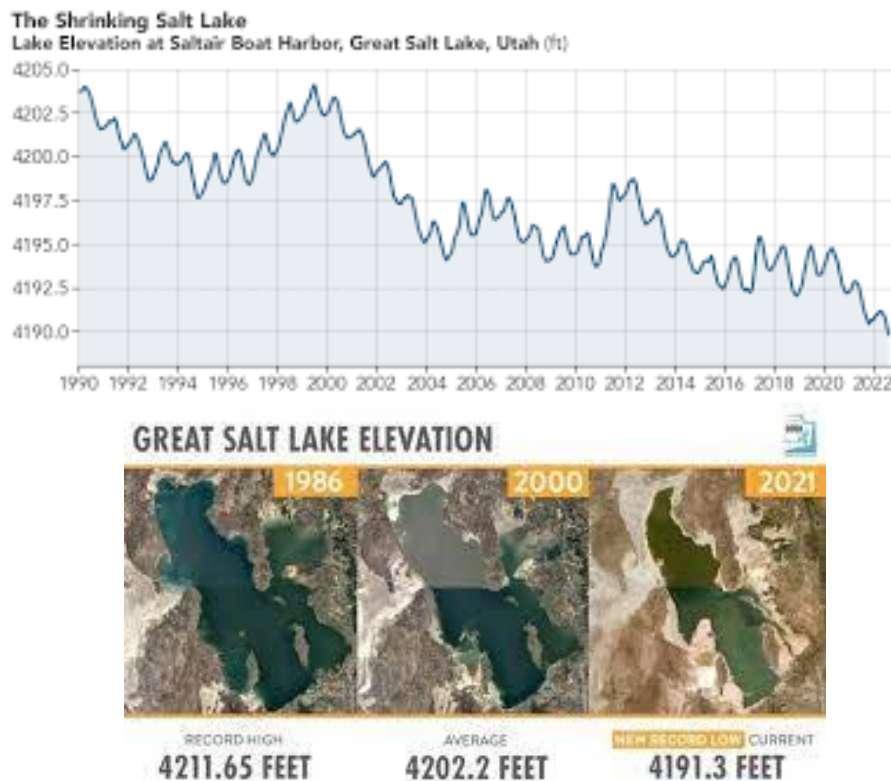 The Shrinking Salt Lake
Lake Elevation at Saltair Boat Harbor, Great Salt Lake, Utah (ft)
4205.0
4202.5
4200.0
4197.5
4195.0
4192.5
4190.0
1990 1992 1994 1996 1998 2000 2002 2004 2006 2008 2010 2012 2014 2016 2018 2020 2022
GREAT SALT LAKE ELEVATION
1986 2000 2021
RECORD HIGH AVERAGE NEW RECORD LOW CURRENT
4211.65 FEET 4202.2 FEET 4191.3 FEET